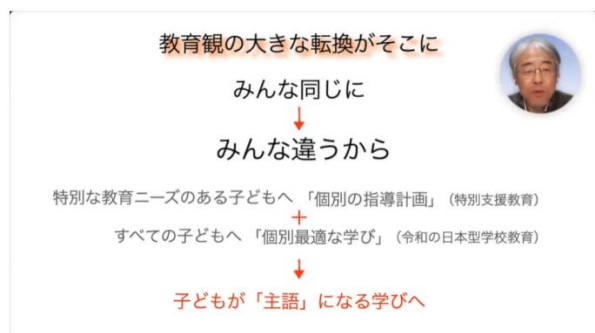 教育観の大きな転換がそこに
みんな同じに
↓
みんな違うから
特別な教育ニーズのある子どもへ 「個別の指導計画」（特別支援教育）
＋
すべての子どもへ 「個別最適な学び」（令和の日本型学校教育）
↓
子どもが「主語」になる学びへ